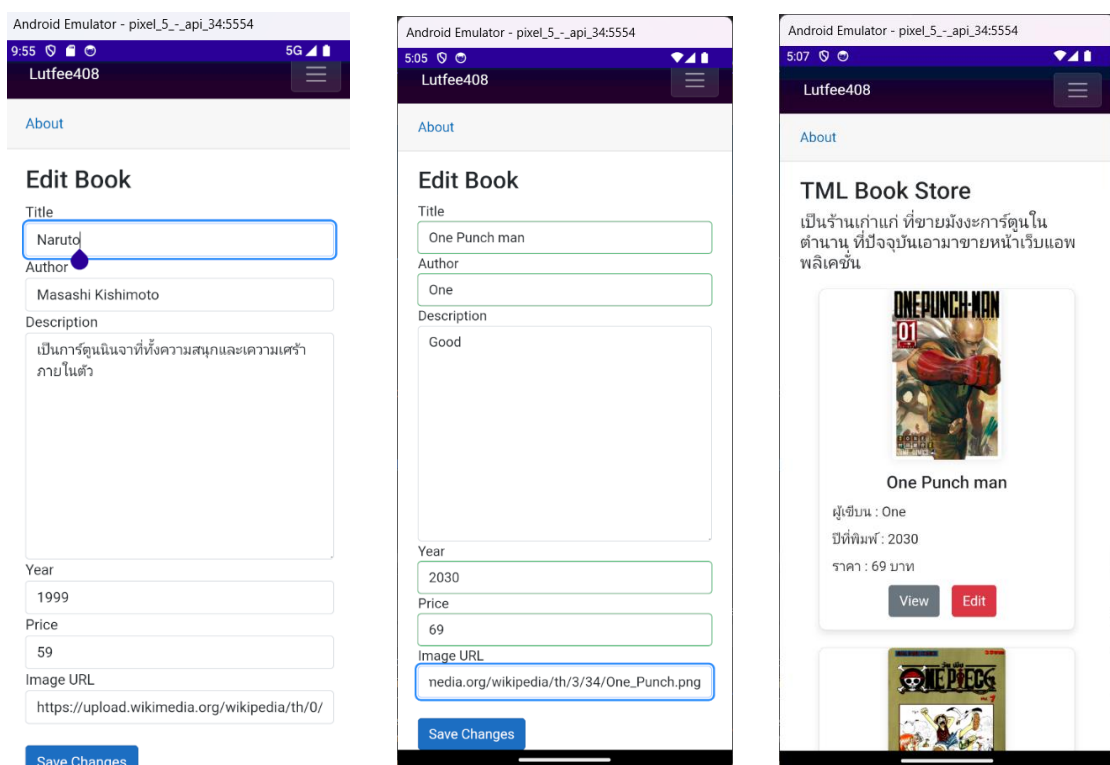 Android Emulator - pixel_5_-_api_34:5554
9:55
5G
Lutfee408
About
Edit Book
Title
Naruto
Author
Masashi Kishimoto
Description
เป็นการ์ตูนนินจาที่ทั้งความสนุกและเความเศร้า
ภายในตัว
Year
1999
Price
59
Image URL
https://upload.wikimedia.org/wikipedia/th/0/
Save Changes
Android Emulator - pixel_5_-_api_34:5554
5:05
Lutfee408
About
Edit Book
Title
One Punch man
Author
One
Description
Good
Year
2030
Price
69
Image URL
nedia.org/wikipedia/th/3/34/One_Punch.png
Save Changes
Android Emulator - pixel_5_-_api_34:5554
5:07
Lutfee408
About
TML Book Store
เป็นร้านเก่าแก่ ที่ขายมังงะการ์ตูนใน
ตำนาน ที่ปัจจุบันเอามาขายหน้าเว็บแอพ
พลิเคชั่น
ONE PUNCH-MAN
01
One Punch man
ผู้เขียน : One
ปีที่พิมพ์ : 2030
ราคา : 69 บาท
View
Edit
ONE PIECE